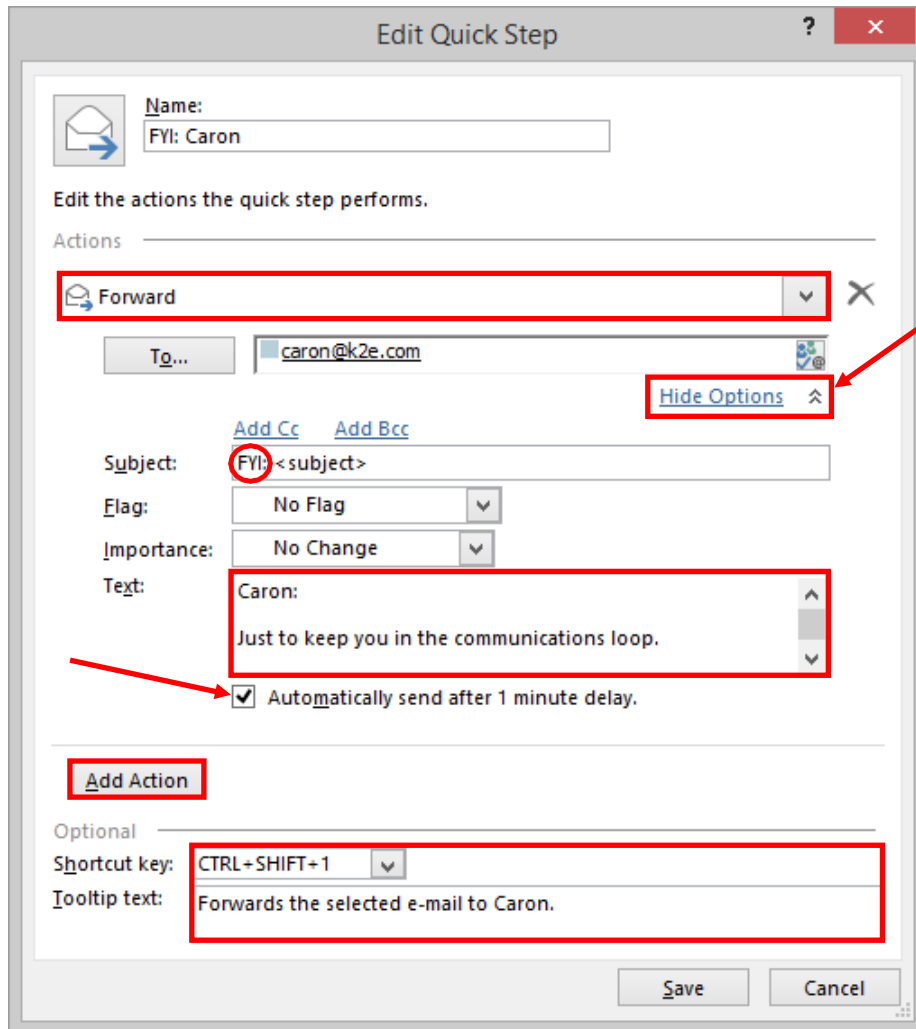 Edit Quick Step
?
×
Name:
FYI: Caron
Edit the actions the quick step performs.
Actions
Forward
To...
caron@k2e.com
Hide Options
Add Cc Add Bcc
Subject: FYI: <subject>
Flag: No Flag
Importance: No Change
Text: Caron:
Just to keep you in the communications loop.
Automatically send after 1 minute delay.
Add Action
Optional
Shortcut key: CTRL+SHIFT+1
Tooltip text: Forwards the selected e-mail to Caron.
Save Cancel